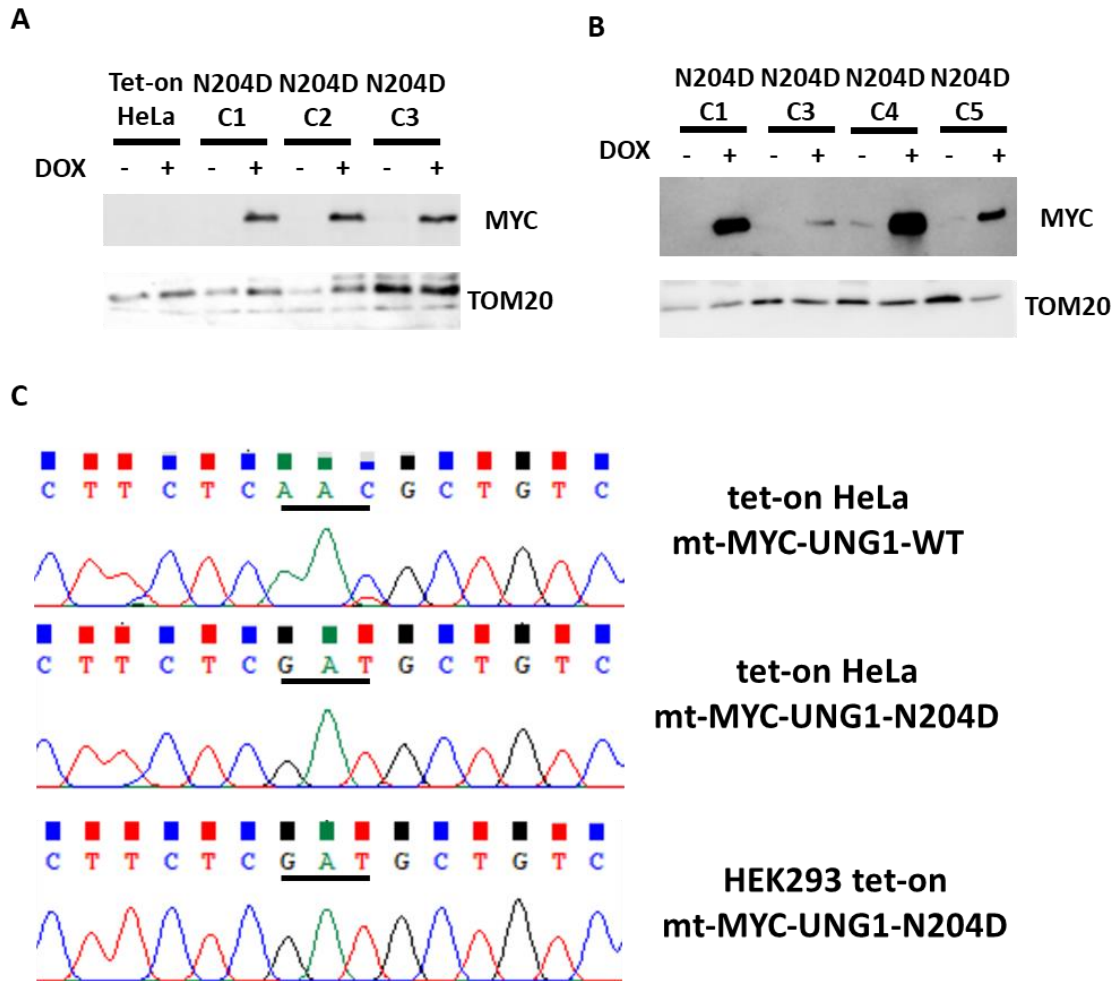 A
Tet-on N204D N204D N204D
HeLa C1 C2 C3
DOX - + - + - + - +
MYC
TOM20
B
N204D N204D N204D N204D
C1 C3 C4 C5
DOX - + - + - + - +
MYC
TOM20
C
C T T C T C A A C G C T G T C
tet-on HeLa
mt-MYC-UNG1-WT
C T T C T C G A T G C T G T C
tet-on HeLa
mt-MYC-UNG1-N204D
C T T C T C G A T G C T G T C
HEK293 tet-on
mt-MYC-UNG1-N204D